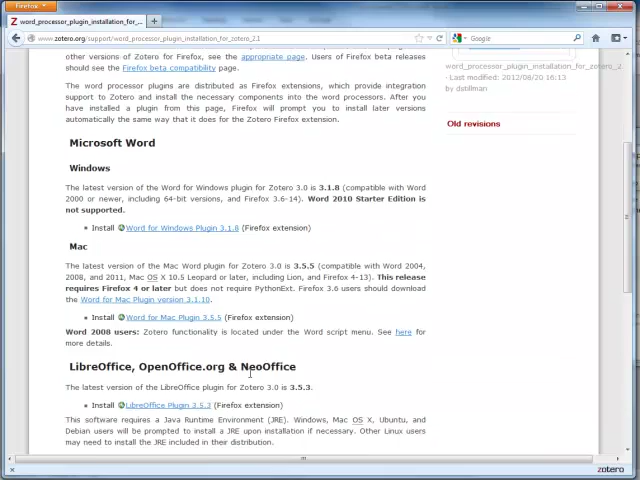 Firefox
word_processor_plugin_installation_for_...
www.zotero.org/support/word_processor_plugin_installation_for_zotero_2.1
Google
other versions of Zotero for Firefox, see the appropriate page. Users of Firefox beta releases
should see the Firefox beta compatibility page.
word_processor_plugin_installation_for_zotero_2
· Last modified: 2012/08/20 16:13
by dstillman
The word processor plugins are distributed as Firefox extensions, which provide integration
support to Zotero and install the necessary components into the word processors. After you
have installed a plugin from this page, Firefox will prompt you to install later versions
automatically the same way that it does for the Zotero Firefox extension.
Old revisions
Microsoft Word
Windows
The latest version of the Word for Windows plugin for Zotero 3.0 is 3.1.8 (compatible with Word
2000 or newer, including 64-bit versions, and Firefox 3.6-14). Word 2010 Starter Edition is
not supported.
Install Word for Windows Plugin 3.1.8 (Firefox extension)
Mac
The latest version of the Mac Word plugin for Zotero 3.0 is 3.5.5 (compatible with Word 2004,
2008, and 2011, Mac OS X 10.5 Leopard or later, including Lion, and Firefox 4-13). This release
requires Firefox 4 or later but does not require PythonExt. Firefox 3.6 users should download
the Word for Mac Plugin version 3.1.10.
Install Word for Mac Plugin 3.5.5 (Firefox extension)
Word 2008 users: Zotero functionality is located under the Word script menu. See here for
more details.
LibreOffice, OpenOffice.org & NeoOffice
The latest version of the LibreOffice plugin for Zotero 3.0 is 3.5.3.
Install LibreOffice Plugin 3.5.3 (Firefox extension)
This software requires a Java Runtime Environment (JRE). Windows, Mac OS X, Ubuntu, and
Debian users will be prompted to install a JRE upon installation if necessary. Other Linux users
may need to install the JRE included in their distribution.
zotero